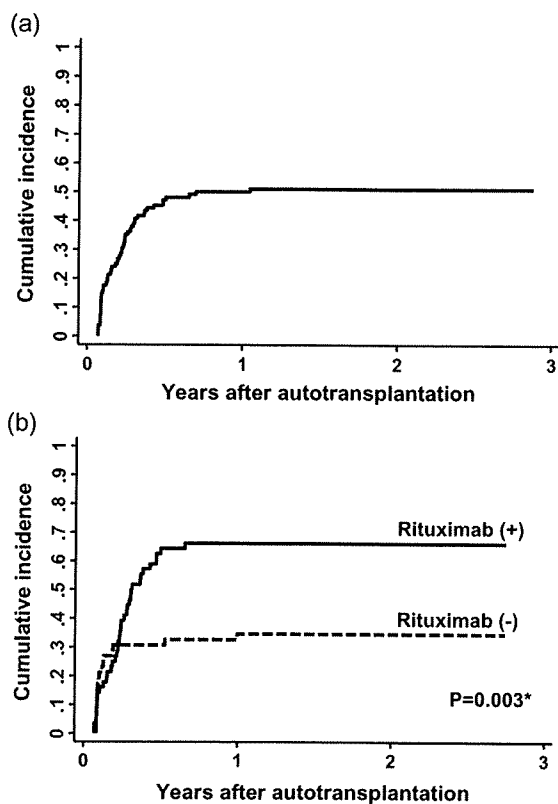 (a)
Cumulative incidence
1
.9
.8
.7
.6
.5
.4
.3
.2
.1
0
0 1 2 3
Years after autotransplantation
(b)
Cumulative incidence
1
.9
.8
.7
.6
.5
.4
.3
.2
.1
0
Rituximab (+)
Rituximab (-)
P=0.003*
0 1 2 3
Years after autotransplantation